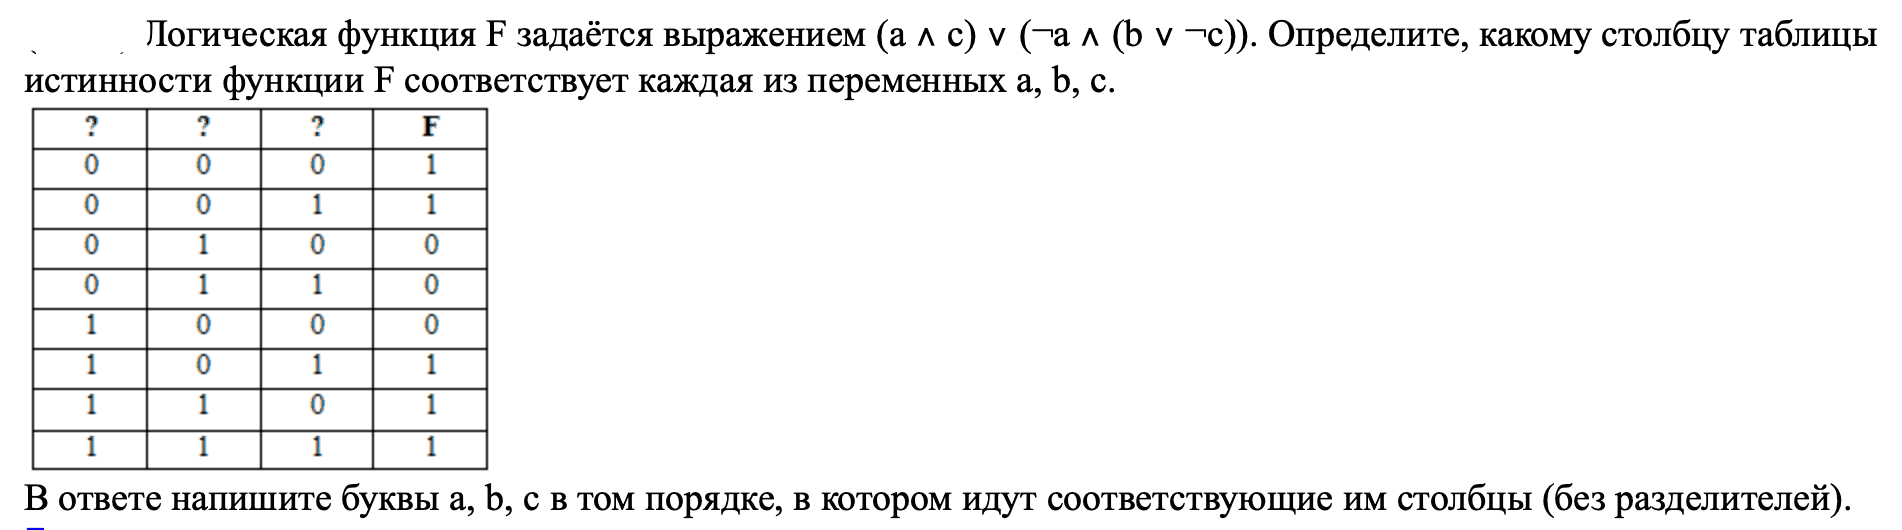 Логическая функция F задаётся выражением (a ∧ c) ∨ (¬a ∧ (b ∨ ¬c)). Определите, какому столбцу таблицы
истинности функции F соответствует каждая из переменных a, b, c.
? ? ? F
0 0 0 1
0 0 1 1
0 1 0 0
0 1 1 0
1 0 0 0
1 0 1 1
1 1 0 1
1 1 1 1
В ответе напишите буквы a, b, c в том порядке, в котором идут соответствующие им столбцы (без разделителей).